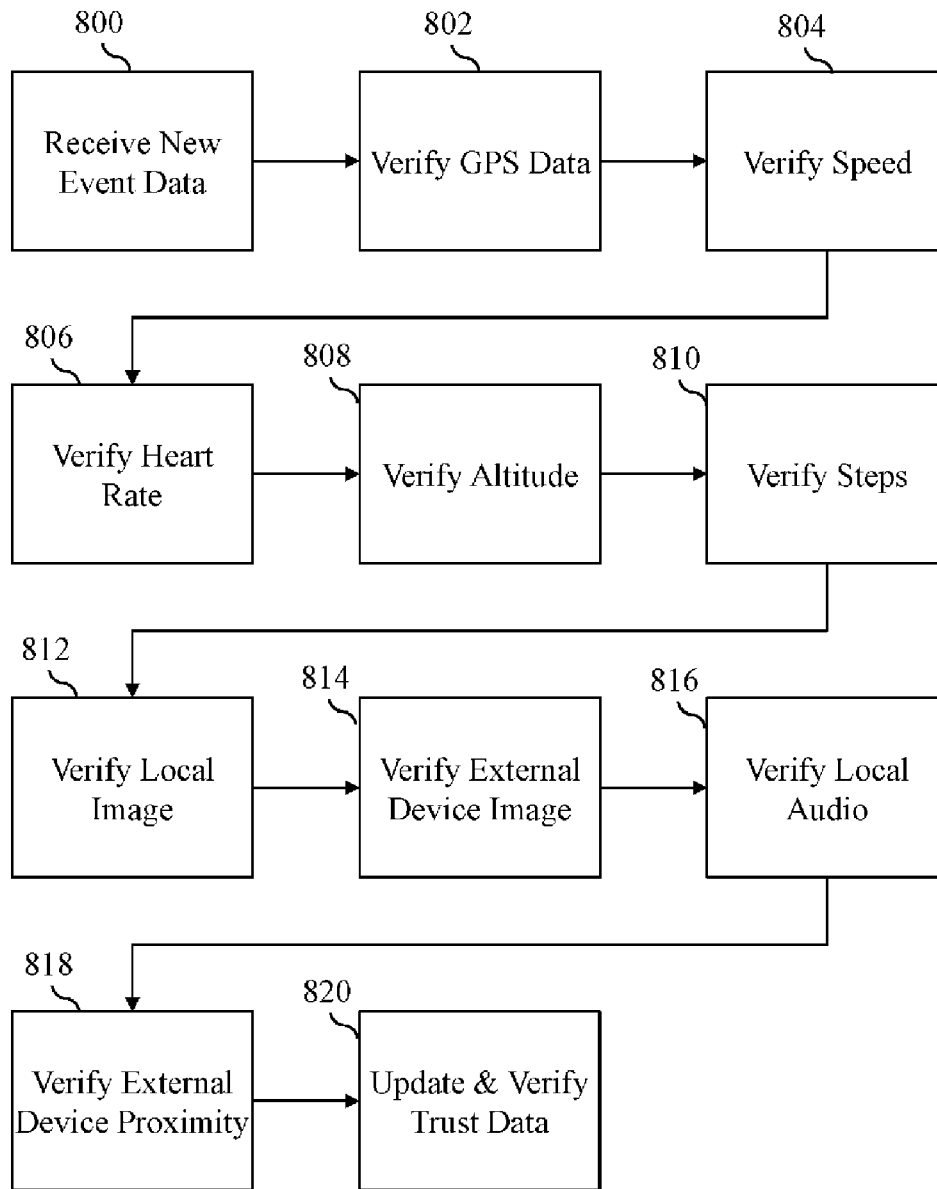 800
802
804
Receive New
Event Data
Verify GPS Data
Verify Speed
806
808
810
Verify Heart
Rate
Verify Altitude
Verify Steps
812
814
816
Verify Local
Image
Verify External
Device Image
Verify Local
Audio
818
820
Verify External
Device Proximity
Update & Verify
Trust Data